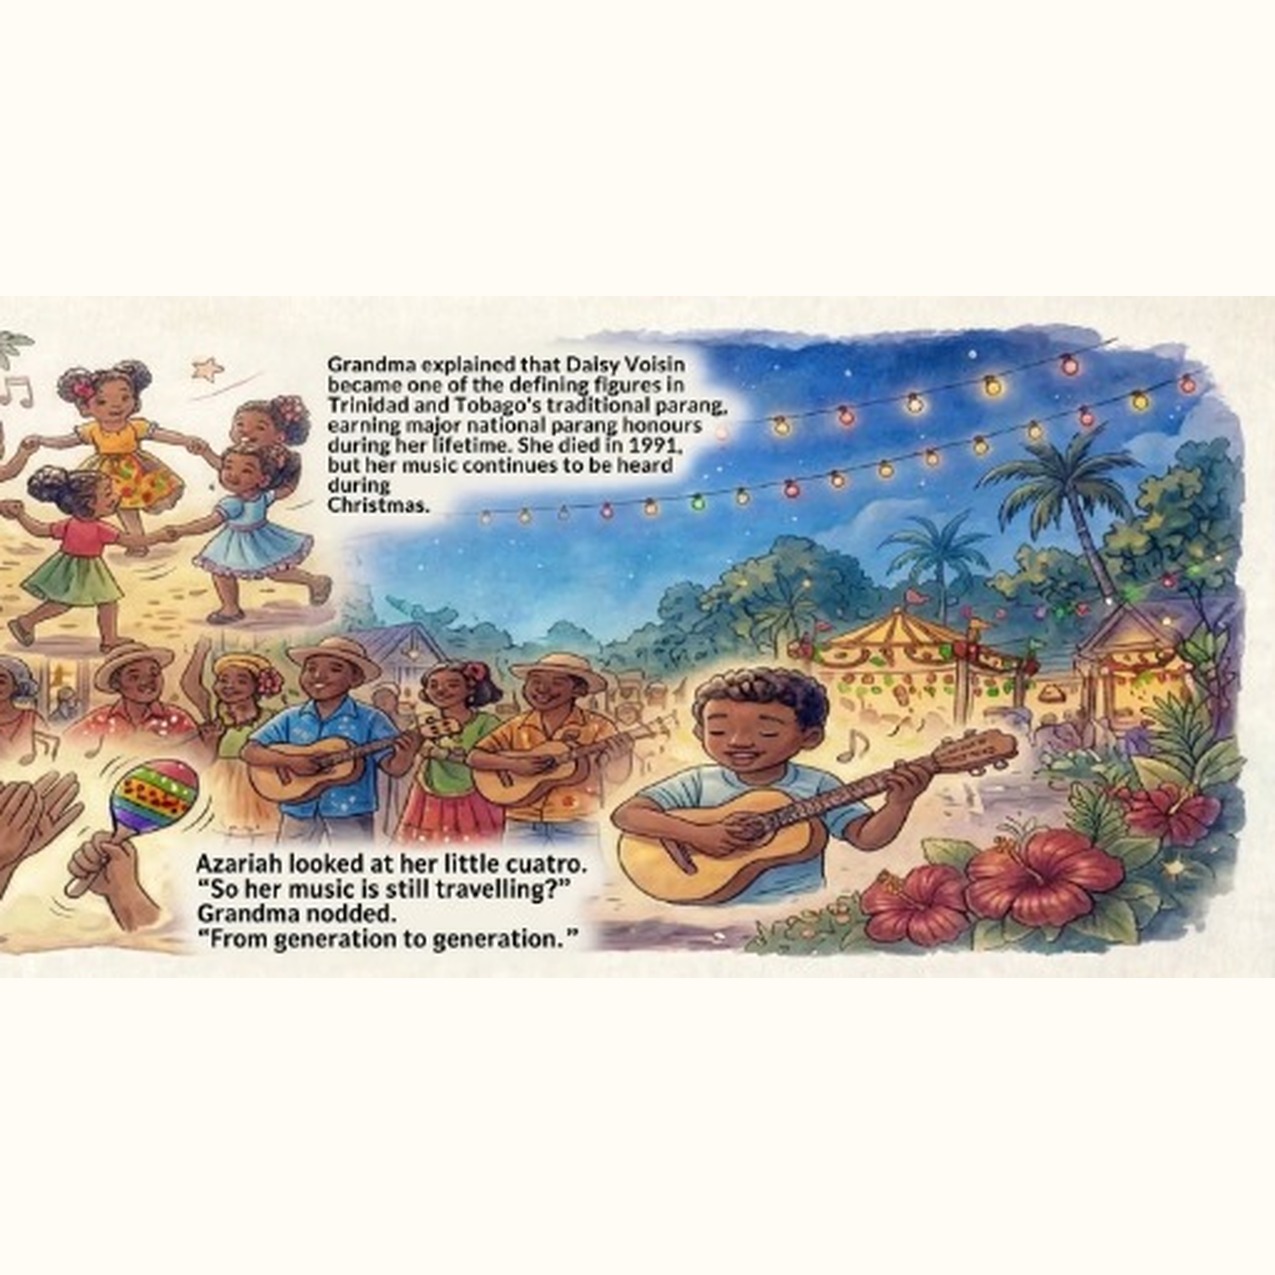 Grandma explained that Daisy Voisin
became one of the defining figures in
Trinidad and Tobago's traditional parang,
earning major national parang honours
during her lifetime. She died in 1991,
but her music continues to be heard
during
Christmas.
Azariah looked at her little cuatro.
“So her music is still travelling?”
Grandma nodded.
“From generation to generation.”